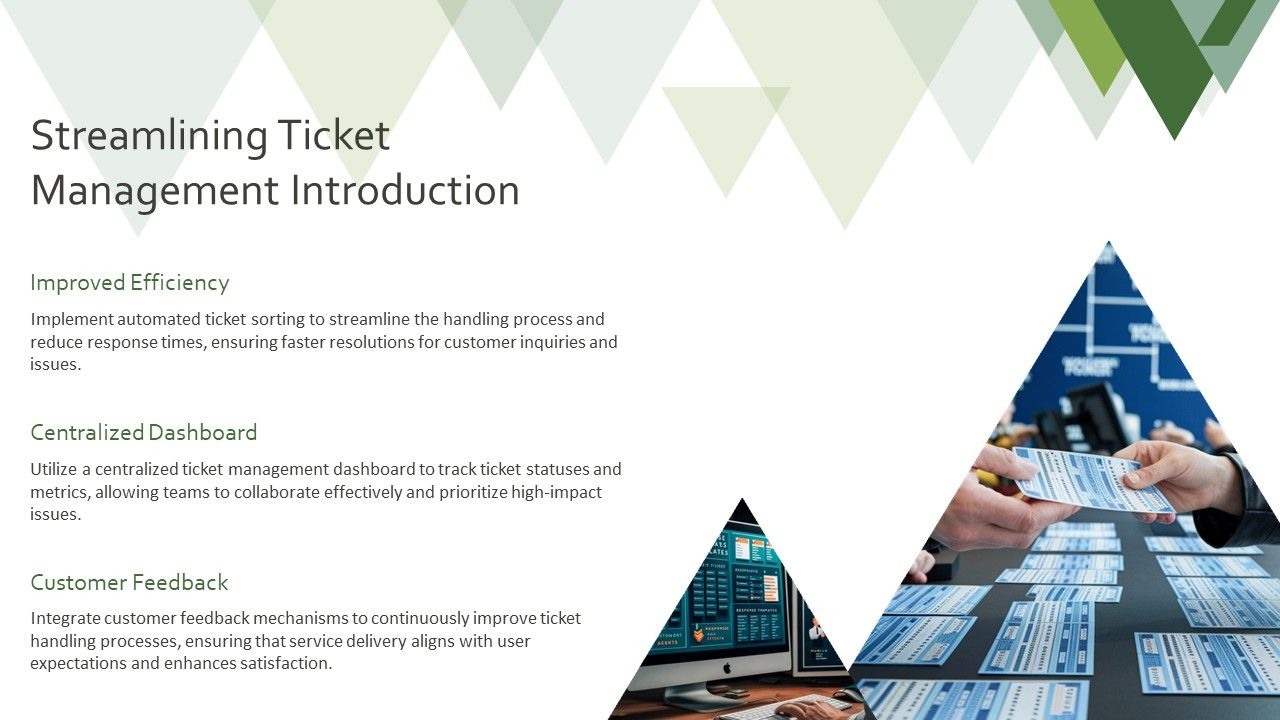 Streamlining Ticket
Management Introduction
Improved Efficiency
Implement automated ticket sorting to streamline the handling process and
reduce response times, ensuring faster resolutions for customer inquiries and
issues.
Centralized Dashboard
Utilize a centralized ticket management dashboard to track ticket statuses and
metrics, allowing teams to collaborate effectively and prioritize high-impact
issues.
Customer Feedback
Integrate customer feedback mechanisms to continuously improve ticket
handling processes, ensuring that service delivery aligns with user
expectations and enhances satisfaction.